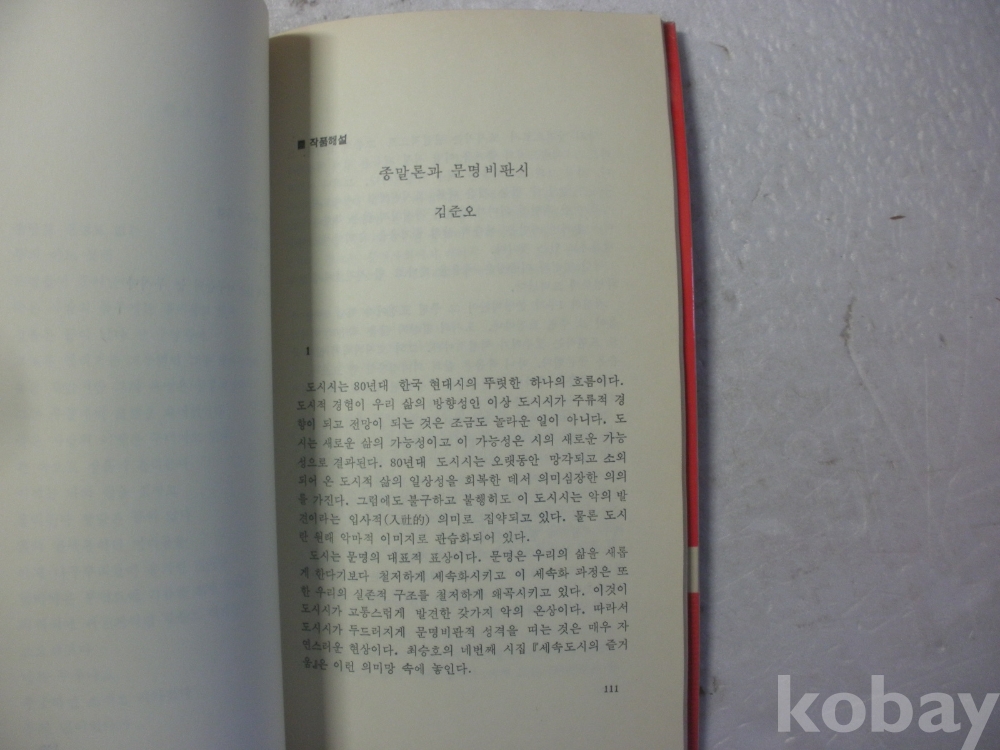 ■ 작품해설
종말론과 문명비판시
김준오
1
도시시는 80년대 한국 현대시의 뚜렷한 하나의 흐름이다.
도시적 경험이 우리 삶의 방향성인 이상 도시시가 주류적 경
향이 되고 전망이 되는 것은 조금도 놀라운 일이 아니다. 도
시는 새로운 삶의 가능성이고 이 가능성은 시의 새로운 가능
성으로 결과된다. 80년대 도시시는 오랫동안 망각되고 소외
되어 온 도시적 삶의 일상성을 회복한 데서 의미심장한 의의
를 가진다. 그럼에도 불구하고 불행히도 이 도시시는 악의 발
견이라는 입사적(入社的) 의미로 집약되고 있다. 물론 도시
란 원래 악마적 이미지로 관습화되어 있다.
도시는 문명의 대표적 표상이다. 문명은 우리의 삶을 새롭
게 한다기보다 철저하게 세속화시키고 이 세속화 과정은 또
한 우리의 실존적 구조를 철저하게 왜곡시키고 있다. 이것이
도시시가 고통스럽게 발견한 갖가지 악의 온상이다. 따라서
도시시가 두드러지게 문명비판적 성격을 띠는 것은 매우 자
연스러운 현상이다. 최승호의 네번째 시집 『세속도시의 즐거
움』은 이런 의미망 속에 놓인다.
111
kobay